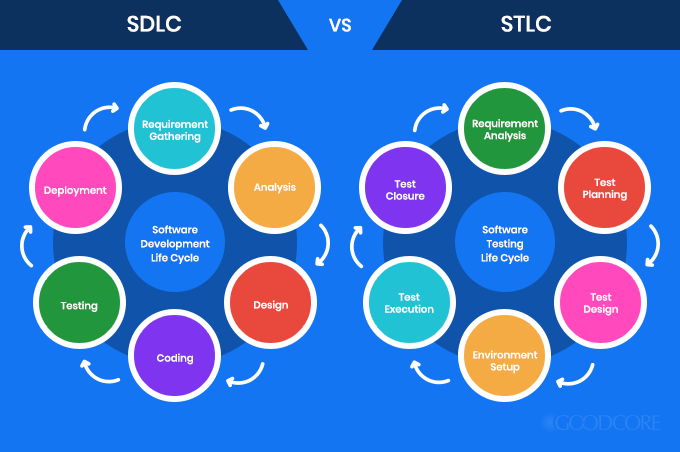 SDLC
VS
STLC
Requirement
Gathering
Analysis
Design
Coding
Testing
Deployment
Software
Development
Life Cycle
Requirement
Analysis
Test
Planning
Test
Design
Environment
Setup
Test
Execution
Test
Closure
Software
Testing
Life Cycle
GOODCORE